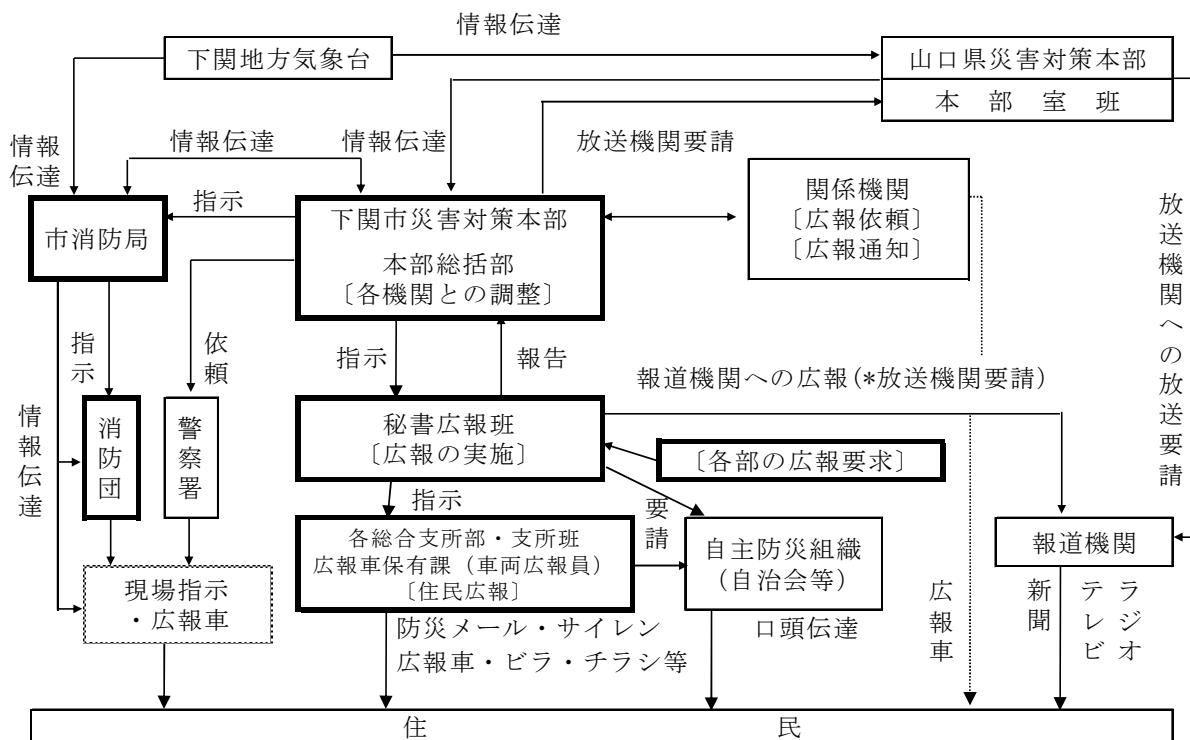 情報伝達
下関地方気象台
山口県災害対策本部
本部室班
情報伝達
情報伝達
情報伝達
放送機関要請
指示
市消防局
下関市災害対策本部
本部総括部
〔各機関との調整〕
関係機関
〔広報依頼〕
〔広報通知〕
放送機関への放送要請
指示
依頼
指示
報告
報道機関への広報(*放送機関要請)
情報伝達
消防団
警察署
秘書広報班
〔広報の実施〕
〔各部の広報要求〕
指示
要請
各総合支所部・支所班
広報車保有課（車両広報員）
〔住民広報〕
自主防災組織
（自治会等）
報道機関
現場指示
・広報車
防災メール・サイレン
広報車・ビラ・チラシ等
口頭伝達
広報車
新聞
テレビ
ラジオ
住民